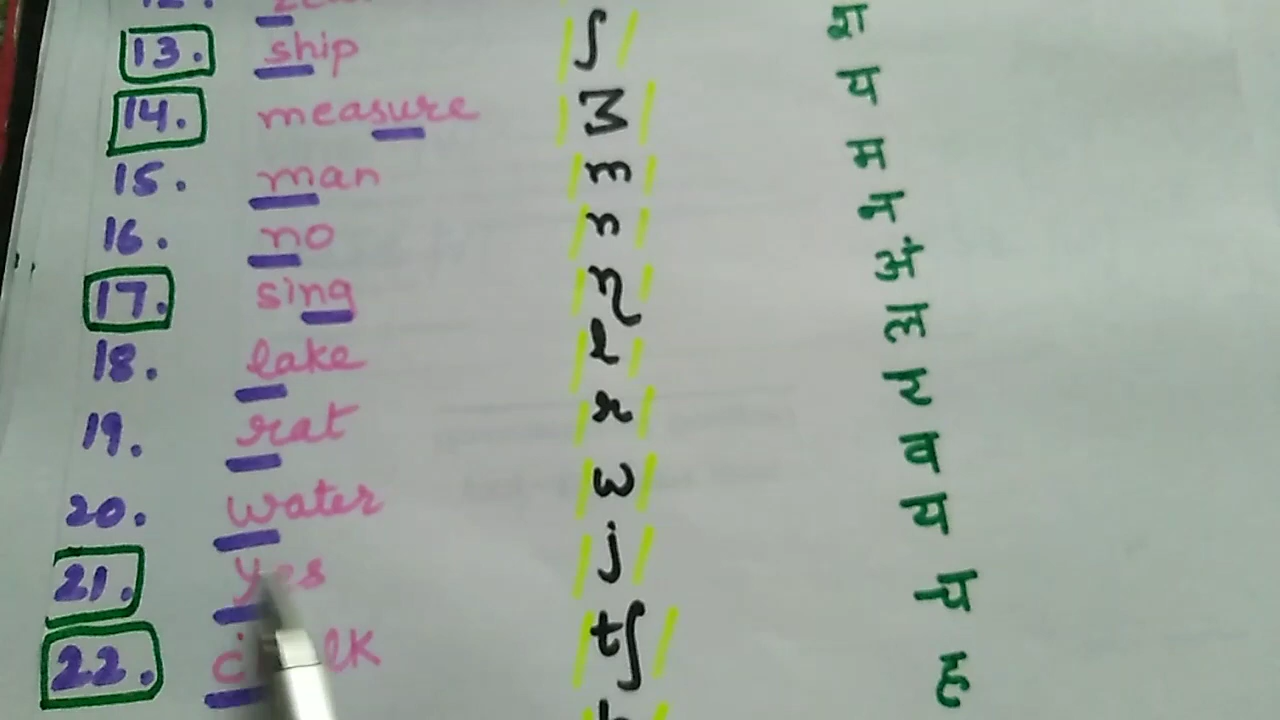 13. ship /ʃ/ श
14. measure /ʒ/ य
15. man /m/ म
16. no /n/ न
17. sing /ŋ/ अं
18. lake /l/ ल
19. rat /r/ र
20. water /w/ व
21. yes /j/ य
22. /tʃ/ च
ह